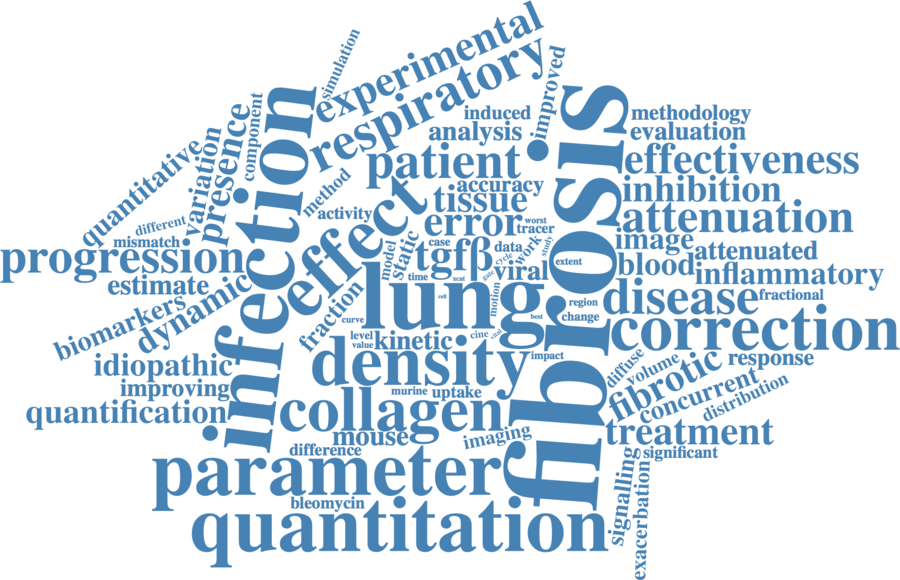 simulation
experimental
respiratory
improved
component
presence
variation
quantitative
infection
induced
analysis
patient
fibrosis
methodology
evaluation
effectiveness
inhibition
attenuation
method
activity
effect
accuracy
tissue
error
worst
tracer
different
mismatch
progression
estimate
biomarkers
dynamic
model
static
case
tgfβ
data
work
study
cycle
gate
viral
extent
image
blood
attenuated
inflammatory
time
xcat
cell
motion
lung
fraction
curve
best
region
change
disease
fractional
correction
level
value
kinetic
cine
vital
idiopathic
improving
quantification
density
impact
diffuse
volume
fibrotic
response
concurrent
distribution
murine
uptake
collagen
mouse
imaging
treatment
difference
significant
parameter
signalling
exacerbation
bleomycin
quantitation